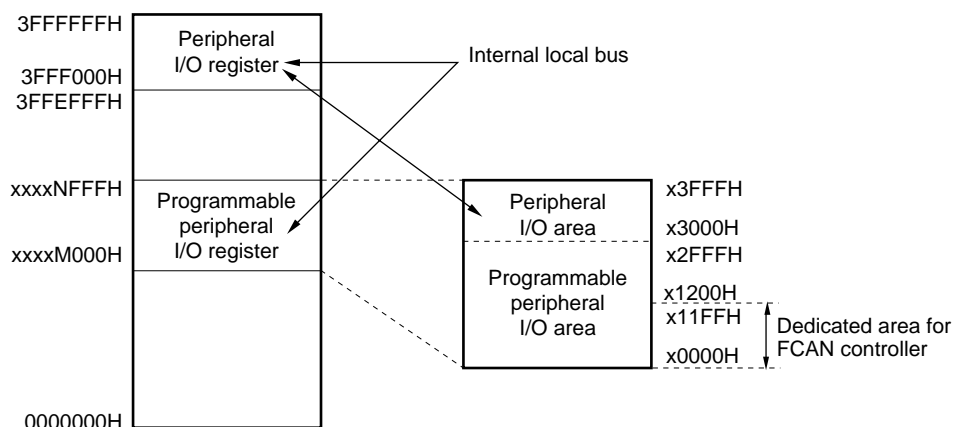 3FFFFFFH
Peripheral
I/O register
Internal local bus
3FFF000H
3FFEFFFH
xxxxNFFFH
Programmable
peripheral
I/O register
xxxxM000H
Peripheral
I/O area
x3FFFH
x3000H
x2FFFH
Programmable
peripheral
I/O area
x1200H
x11FFH
Dedicated area for
FCAN controller
x0000H
0000000H